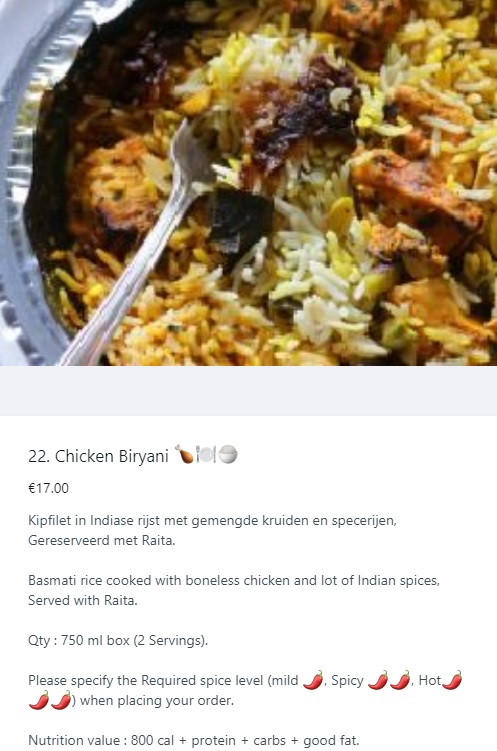 22. Chicken Biryani 🍗🍽️🍚
€17.00
Kipfilet in Indiase rijst met gemengde kruiden en specerijen,
Gereserveerd met Raita.
Basmati rice cooked with boneless chicken and lot of Indian spices,
Served with Raita.
Qty : 750 ml box (2 Servings).
Please specify the Required spice level (mild 🌶️, Spicy 🌶️🌶️, Hot🌶️
🌶️🌶️) when placing your order.
Nutrition value : 800 cal + protein + carbs + good fat.